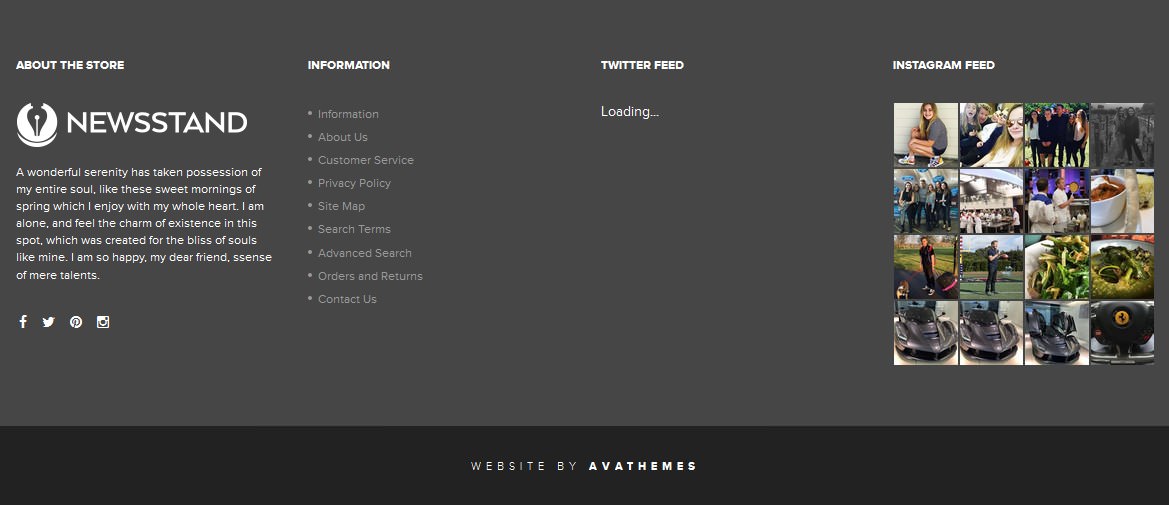 ABOUT THE STORE
NEWSSTAND
A wonderful serenity has taken possession of
my entire soul, like these sweet mornings of
spring which I enjoy with my whole heart. I am
alone, and feel the charm of existence in this
spot, which was created for the bliss of souls
like mine. I am so happy, my dear friend, ssense
of mere talents.
INFORMATION
Information
About Us
Customer Service
Privacy Policy
Site Map
Search Terms
Advanced Search
Orders and Returns
Contact Us
TWITTER FEED
Loading...
INSTAGRAM FEED
WEBSITE BY AVATHEMES